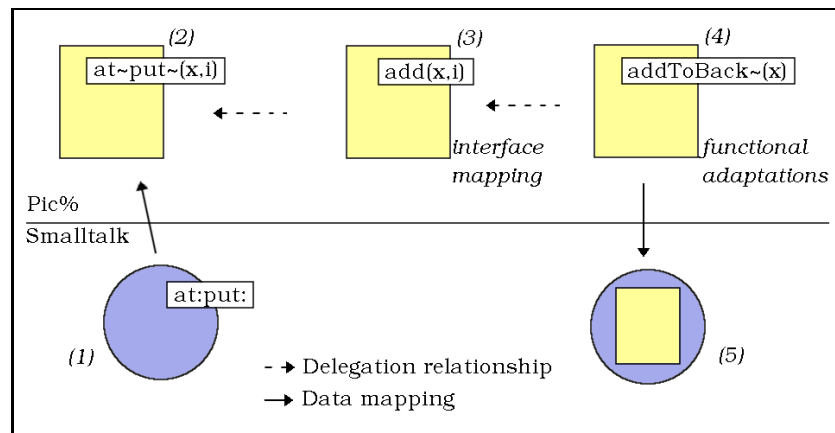 (2)
(3)
(4)
at~put~(x,i)
add(x,i)
addToBack~(x)
interface
mapping
functional
adaptations
Pic%
Smalltalk
at:put:
(1)
(5)
Delegation relationship
Data mapping